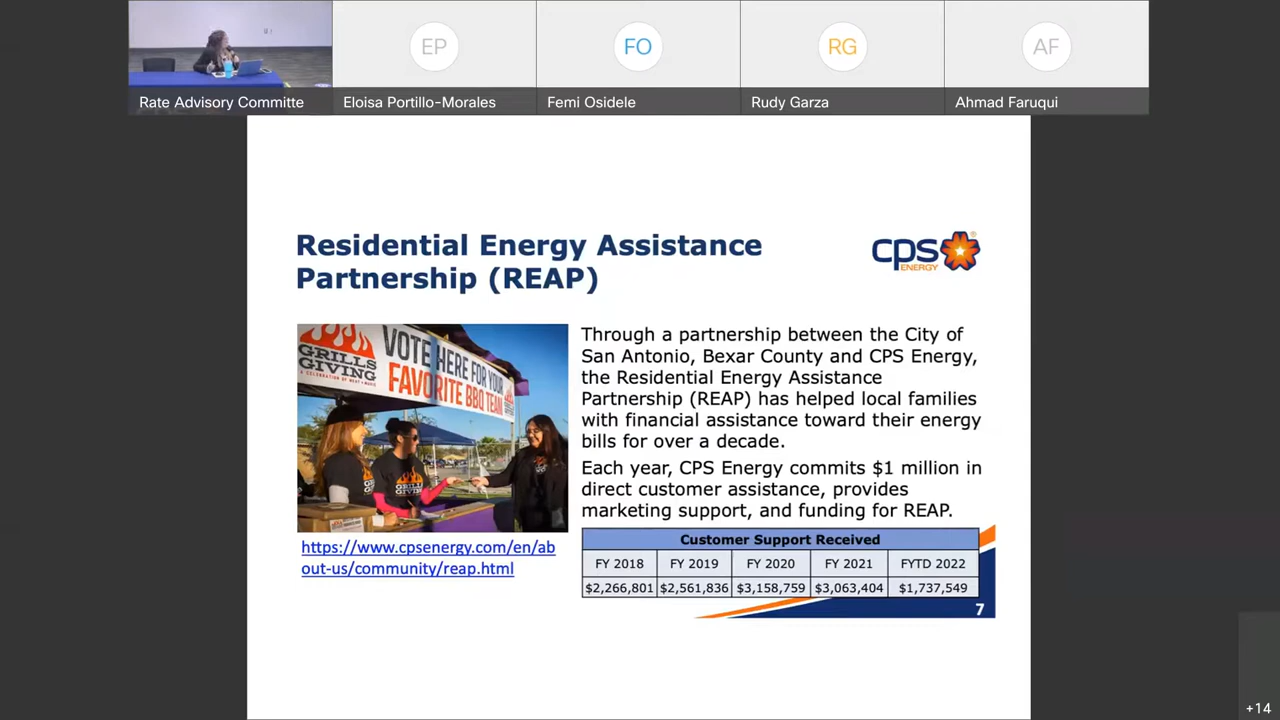 EP
FO
RG
AF
Rate Advisory Committe
Eloisa Portillo-Morales
Femi Osidele
Rudy Garza
Ahmad Faruqui
Residential Energy Assistance
Partnership (REAP)
cps
ENERGY
GRILLS
GIVING
A CELEBRATION OF MEAT + MUSIC
VOTE HERE FOR YOUR
FAVORITE BBQ TEAM
GRILLS
GIVING
https://www.cpsenergy.com/en/ab
out-us/community/reap.html
Through a partnership between the City of
San Antonio, Bexar County and CPS Energy,
the Residential Energy Assistance
Partnership (REAP) has helped local families
with financial assistance toward their energy
bills for over a decade.
Each year, CPS Energy commits $1 million in
direct customer assistance, provides
marketing support, and funding for REAP.
Customer Support Received
FY 2018 FY 2019 FY 2020 FY 2021 FYTD 2022
$2,266,801 $2,561,836 $3,158,759 $3,063,404 $1,737,549
7
+14